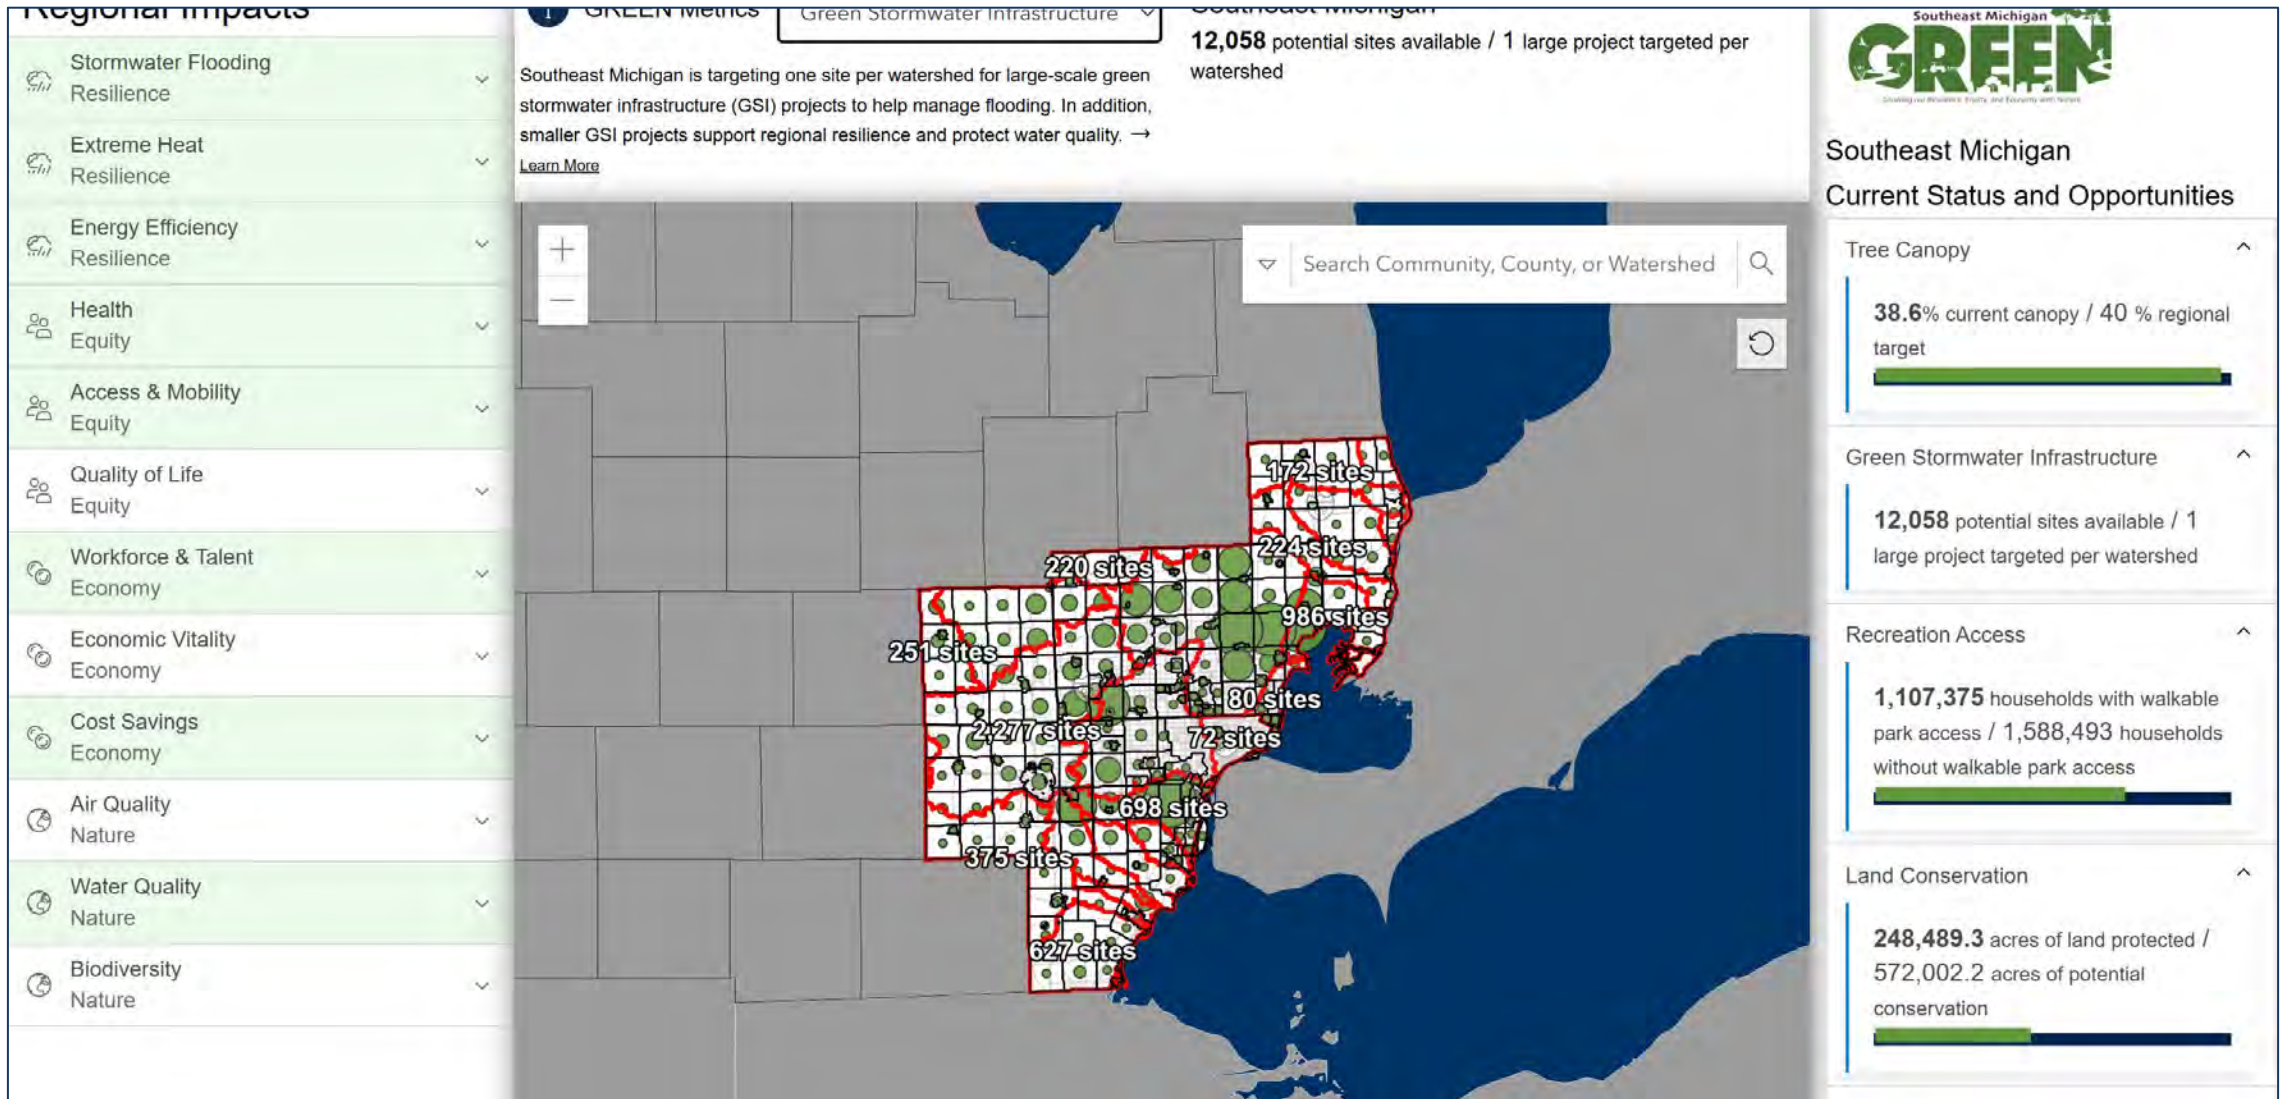 Regional Impacts
Stormwater Flooding
Resilience
Extreme Heat
Resilience
Energy Efficiency
Resilience
Health
Equity
Access & Mobility
Equity
Quality of Life
Equity
Workforce & Talent
Economy
Economic Vitality
Economy
Cost Savings
Economy
Air Quality
Nature
Water Quality
Nature
Biodiversity
Nature
GREEN Metrics
Green Stormwater Infrastructure
Southeast Michigan is targeting one site per watershed for large-scale green
stormwater infrastructure (GSI) projects to help manage flooding. In addition,
smaller GSI projects support regional resilience and protect water quality. →
Learn More
Southeast Michigan
12,058 potential sites available / 1 large project targeted per
watershed
Search Community, County, or Watershed
172 sites
224 sites
220 sites
986 sites
251 sites
80 sites
2,277 sites
72 sites
698 sites
375 sites
627 sites
Southeast Michigan
GREEN
Southeast Michigan
Current Status and Opportunities
Tree Canopy
38.6% current canopy / 40 % regional
target
Green Stormwater Infrastructure
12,058 potential sites available / 1
large project targeted per watershed
Recreation Access
1,107,375 households with walkable
park access / 1,588,493 households
without walkable park access
Land Conservation
248,489.3 acres of land protected /
572,002.2 acres of potential
conservation